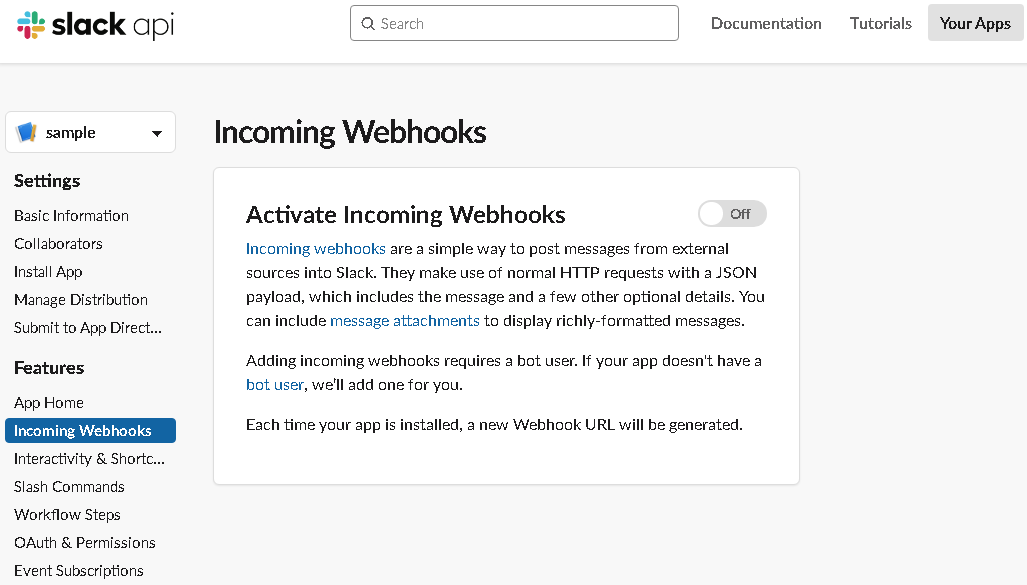 slack api
Search
Documentation
Tutorials
Your Apps
sample
Settings
Basic Information
Collaborators
Install App
Manage Distribution
Submit to App Direct...
Features
App Home
Incoming Webhooks
Interactivity & Shortc...
Slash Commands
Workflow Steps
OAuth & Permissions
Event Subscriptions
Incoming Webhooks
Activate Incoming Webhooks
Off
Incoming webhooks are a simple way to post messages from external
sources into Slack. They make use of normal HTTP requests with a JSON
payload, which includes the message and a few other optional details. You
can include message attachments to display richly-formatted messages.
Adding incoming webhooks requires a bot user. If your app doesn't have a
bot user, we'll add one for you.
Each time your app is installed, a new Webhook URL will be generated.